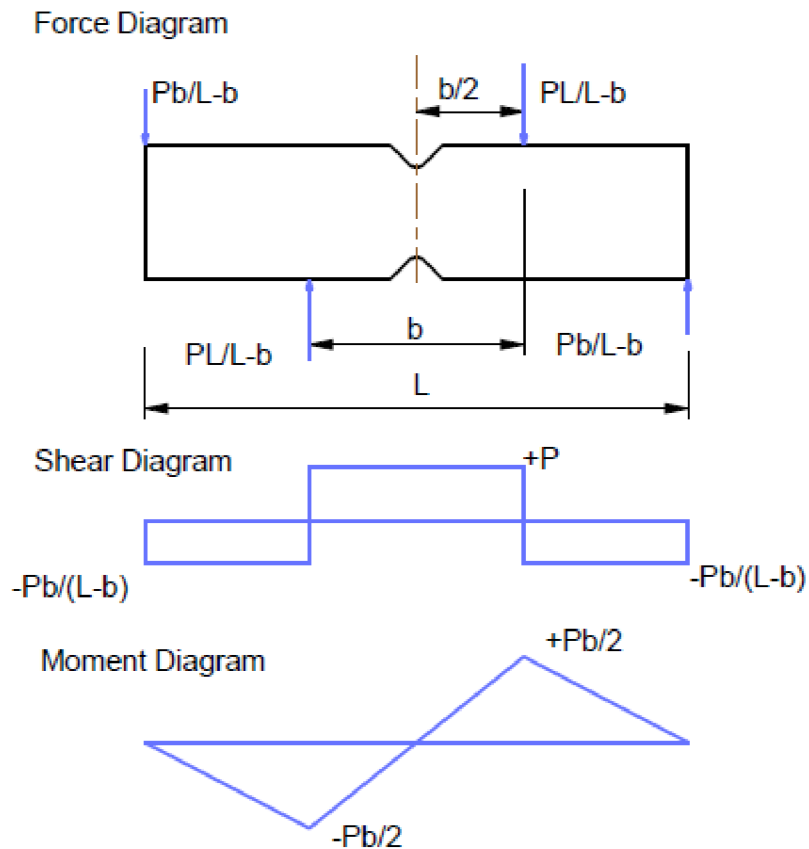 Force Diagram
Pb/L-b
b/2
PL/L-b
PL/L-b
b
Pb/L-b
L
Shear Diagram
+P
-Pb/(L-b)
-Pb/(L-b)
Moment Diagram
+Pb/2
-Pb/2